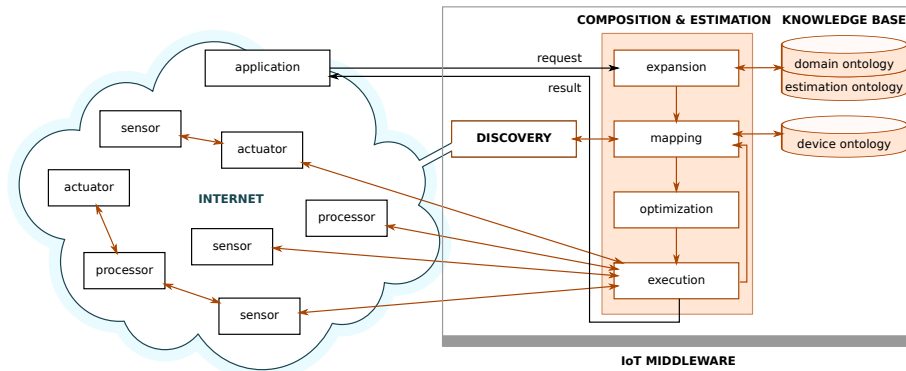 COMPOSITION & ESTIMATION
KNOWLEDGE BASE
application
request
result
expansion
domain ontology
estimation ontology
sensor
actuator
DISCOVERY
mapping
device ontology
actuator
INTERNET
processor
optimization
sensor
processor
execution
sensor
IoT MIDDLEWARE